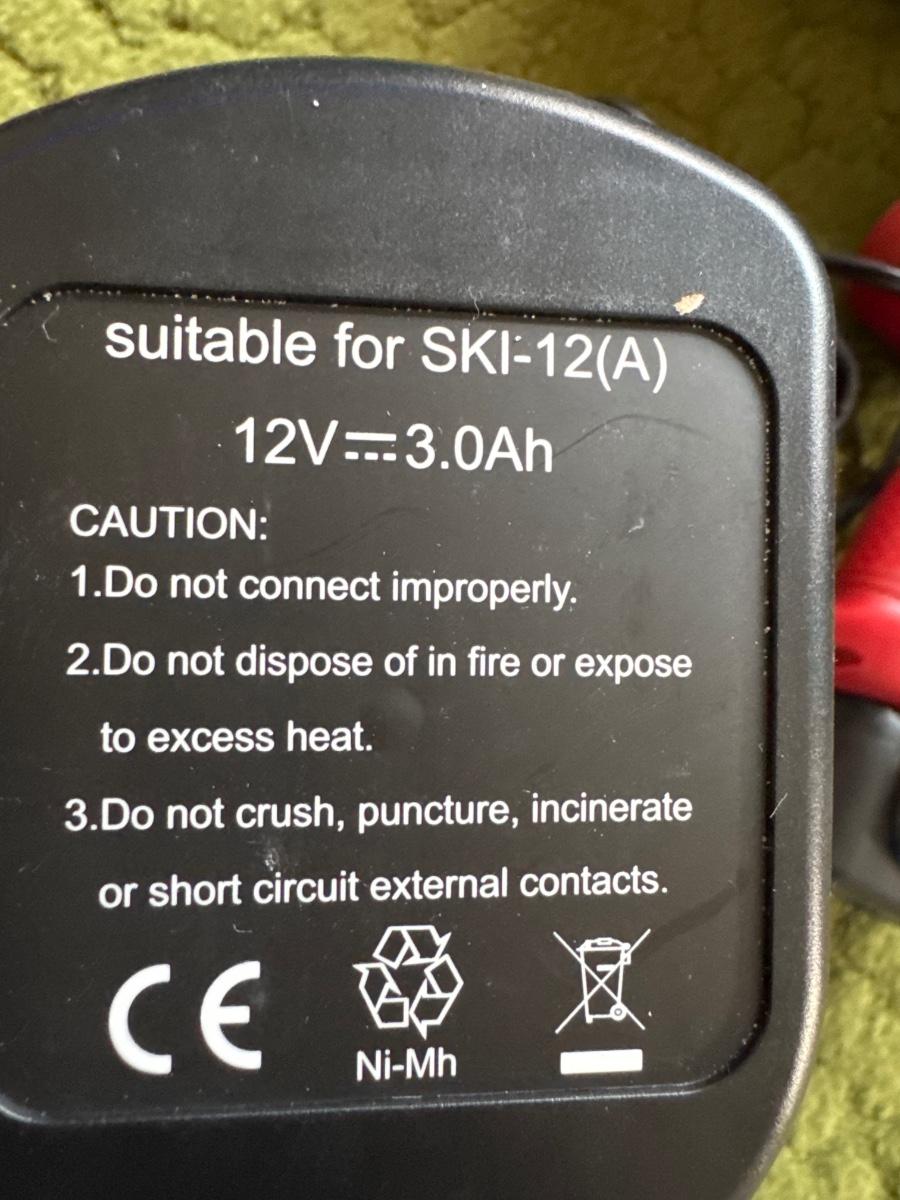 suitable for SKI-12(A)
12V⎓3.0Ah
CAUTION:
1.Do not connect improperly.
2.Do not dispose of in fire or expose
to excess heat.
3.Do not crush, puncture, incinerate
or short circuit external contacts.
CE
Ni-Mh